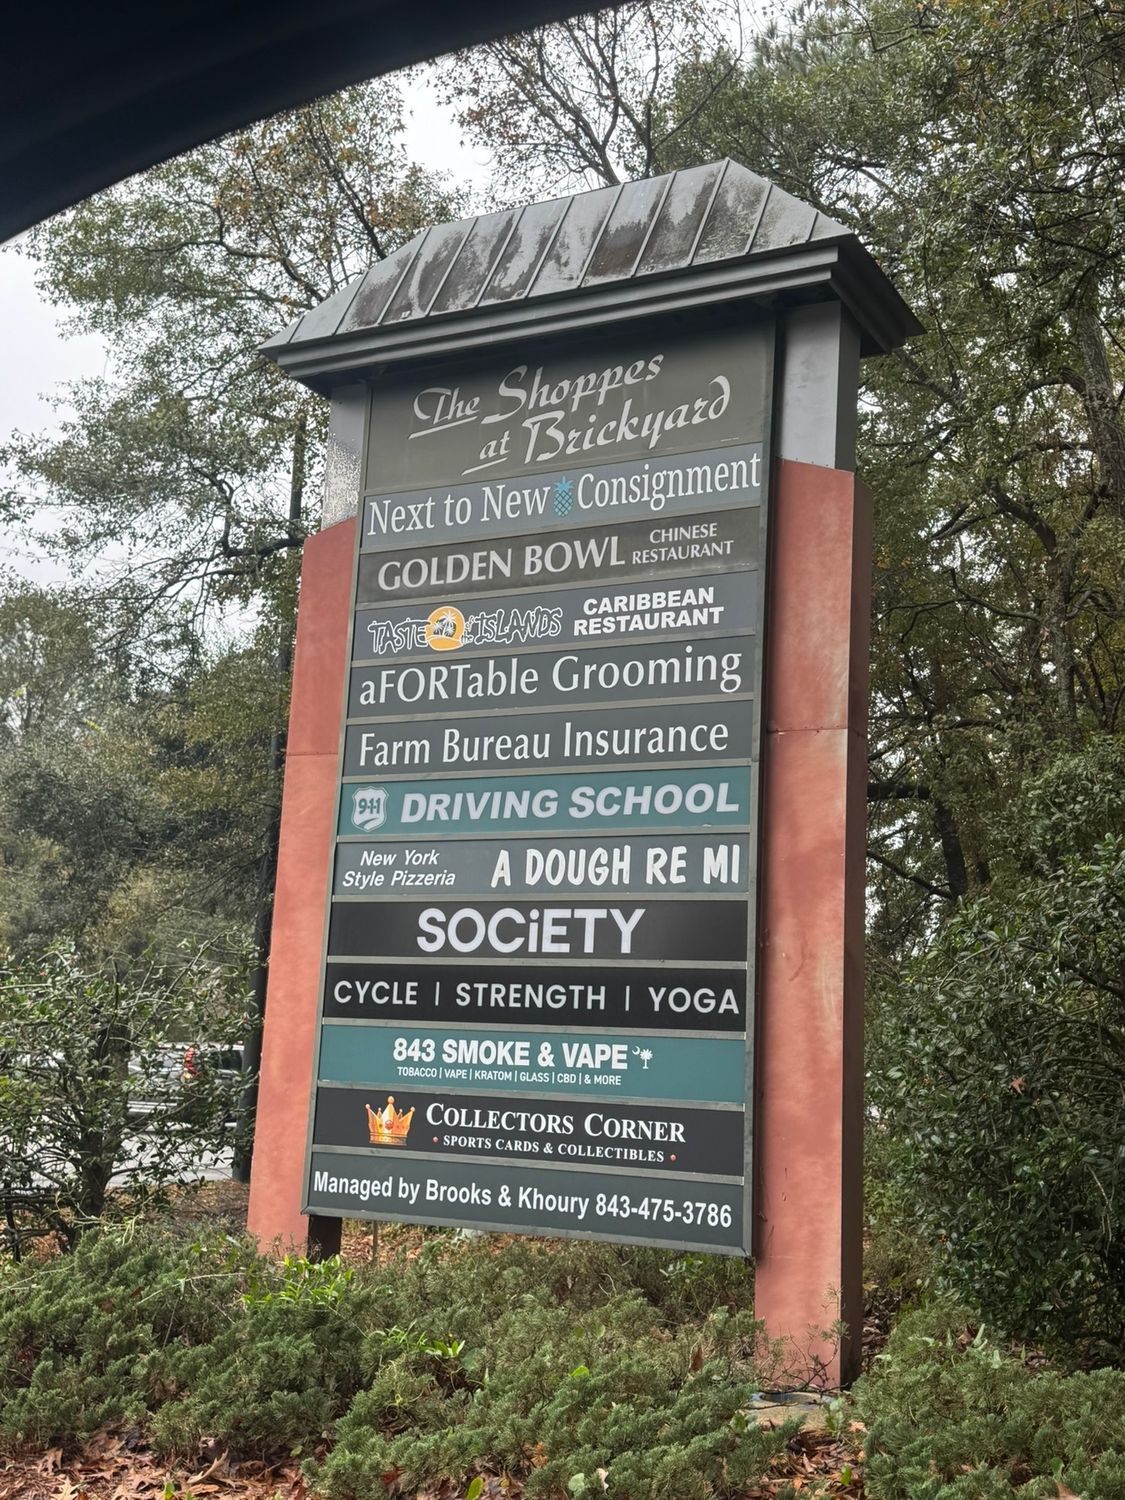 The Shoppes
at Brickyard
Next to New Consignment
GOLDEN BOWL CHINESE RESTAURANT
TASTE O' the ISLANDS CARIBBEAN RESTAURANT
aFORTable Grooming
Farm Bureau Insurance
911 DRIVING SCHOOL
New York Style Pizzeria A DOUGH RE MI
SOCiETY
CYCLE | STRENGTH | YOGA
843 SMOKE & VAPE
TOBACCO | VAPE | KRATOM | GLASS | CBD | & MORE
COLLECTORS CORNER
• SPORTS CARDS & COLLECTIBLES •
Managed by Brooks & Khoury 843-475-3786